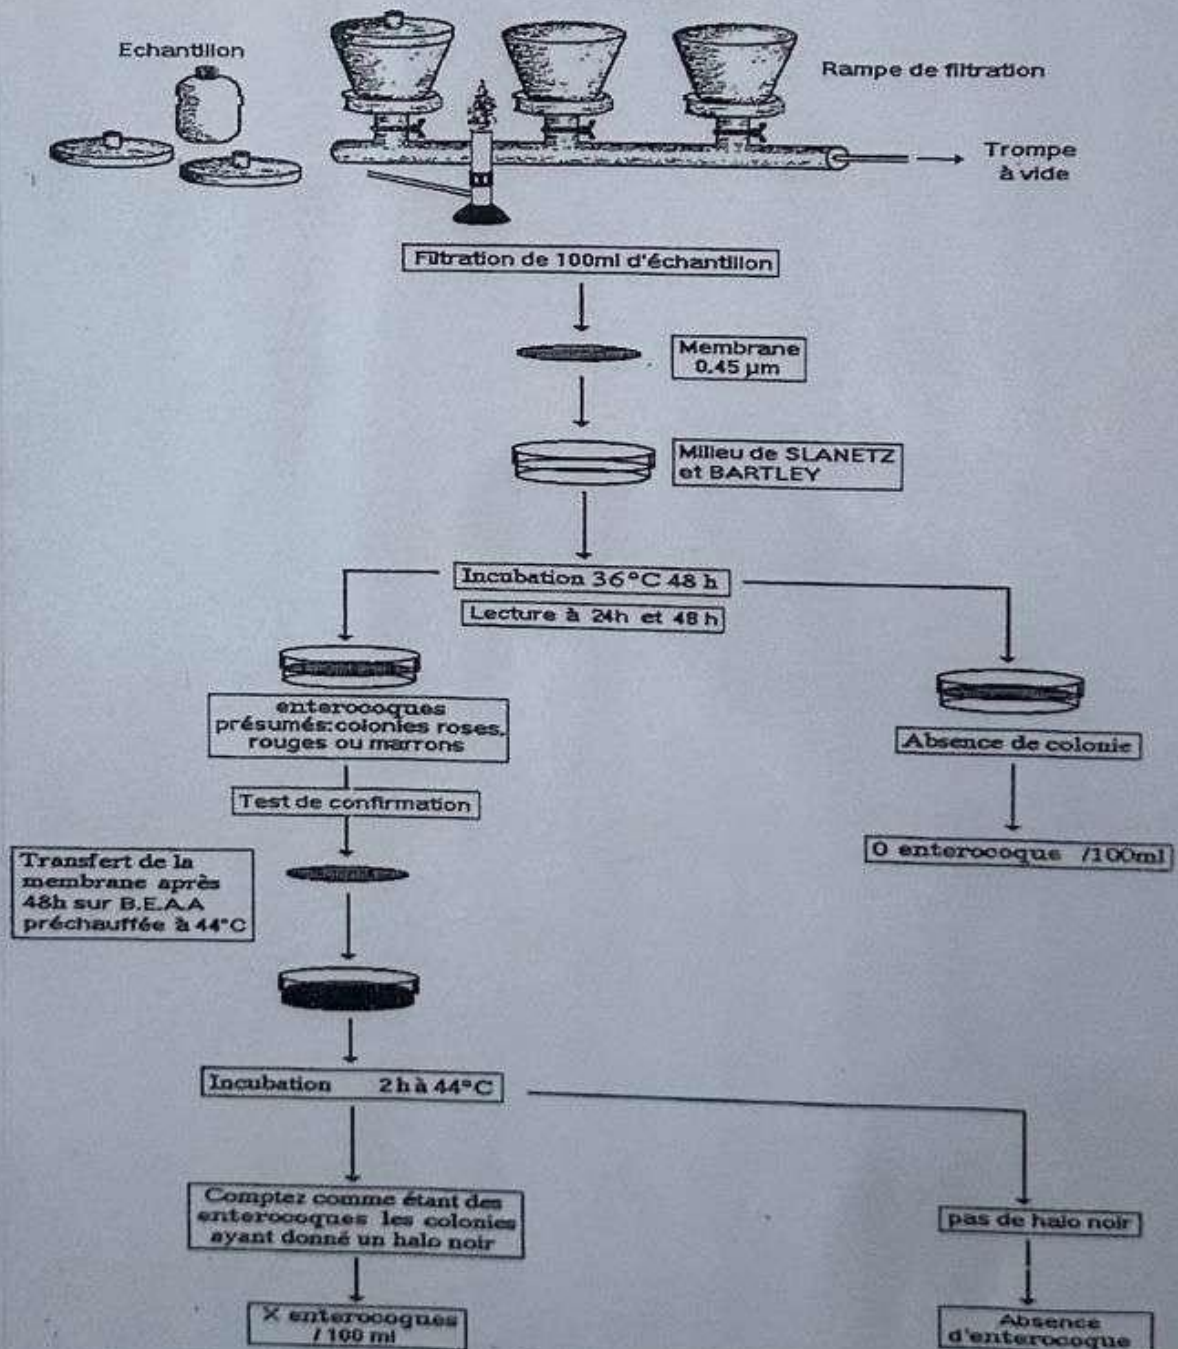 Echantillon
Rampe de filtration
Trompe
à vide
Filtration de 100ml d'échantillon
Membrane
0.45 µm
Milieu de SLANETZ
et BARTLEY
Incubation 36°C 48 h
Lecture à 24h et 48 h
enterocoques
présumés:colonies roses,
rouges ou marrons
Absence de colonie
Test de confirmation
0 enterocoque /100ml
Transfert de la
membrane après
48h sur B.E.A.A
préchauffée à 44°C
Incubation 2h à 44°C
Comptez comme étant des
enterocoques les colonies
ayant donné un halo noir
pas de halo noir
X enterocoques
/ 100 ml
Absence
d'enterocoque